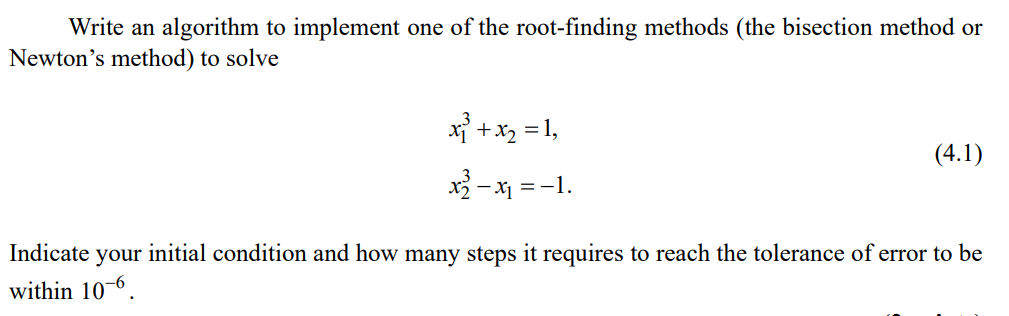 Write an algorithm to implement one of the root-finding methods (the bisection method or
Newton’s method) to solve
x₁³ + x₂ = 1,
(4.1)
x₂³ − x₁ = −1.
Indicate your initial condition and how many steps it requires to reach the tolerance of error to be
within 10⁻⁶.